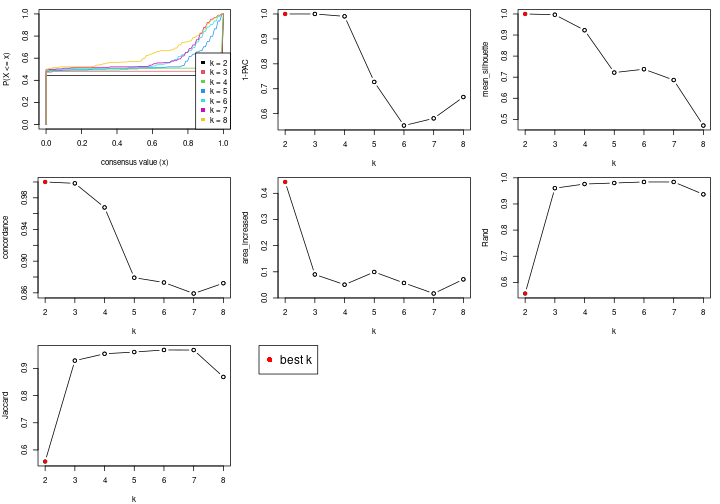 P(X <= x)
0.0 0.2 0.4 0.6 0.8 1.0
k = 2
k = 3
k = 4
k = 5
k = 6
k = 7
k = 8
0.0 0.2 0.4 0.6 0.8 1.0
consensus value (x)
1-PAC
0.6 0.7 0.8 0.9 1.0
2 3 4 5 6 7 8
k
mean_silhouette
0.5 0.6 0.7 0.8 0.9 1.0
2 3 4 5 6 7 8
k
concordance
0.86 0.90 0.94 0.98
2 3 4 5 6 7 8
k
area_increased
0.0 0.1 0.2 0.3 0.4
2 3 4 5 6 7 8
k
Rand
0.6 0.7 0.8 0.9 1.0
2 3 4 5 6 7 8
k
Jaccard
0.6 0.7 0.8 0.9
2 3 4 5 6 7 8
k
best k